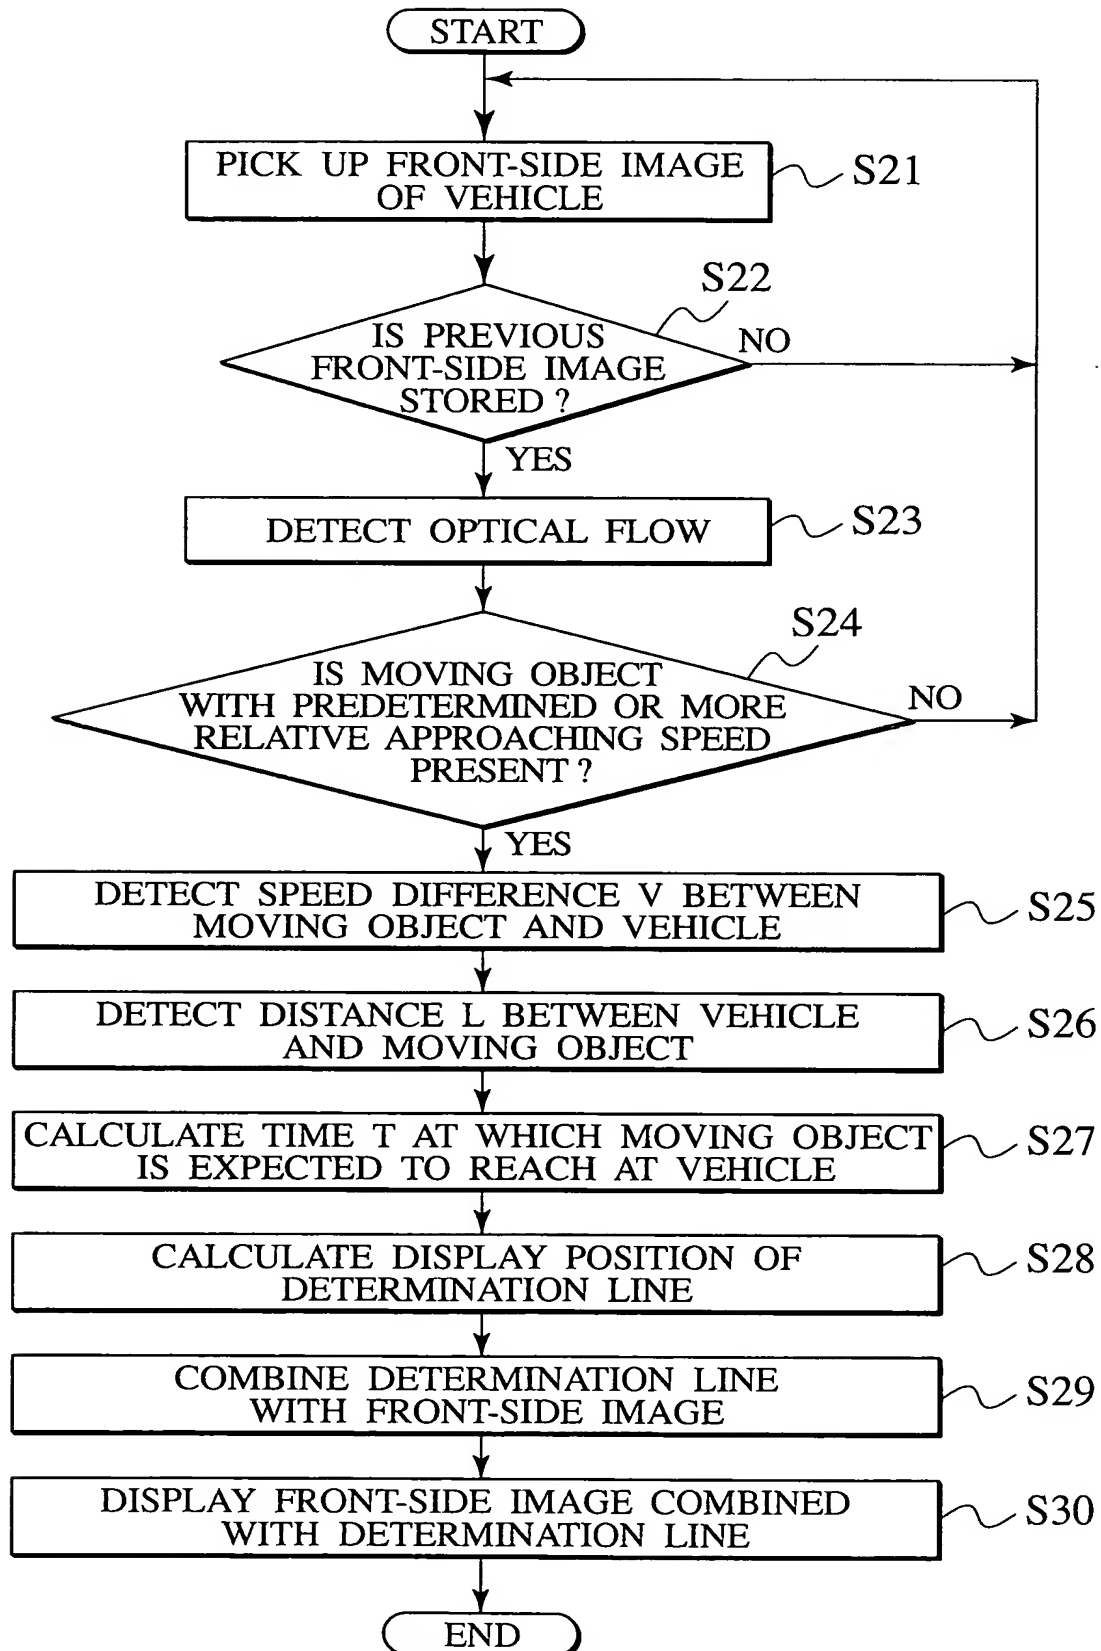 START
PICK UP FRONT-SIDE IMAGE
OF VEHICLE
S21
S22
IS PREVIOUS
FRONT-SIDE IMAGE
STORED ?
NO
YES
DETECT OPTICAL FLOW
S23
S24
IS MOVING OBJECT
WITH PREDETERMINED OR MORE
RELATIVE APPROACHING SPEED
PRESENT ?
NO
YES
DETECT SPEED DIFFERENCE V BETWEEN
MOVING OBJECT AND VEHICLE
S25
DETECT DISTANCE L BETWEEN VEHICLE
AND MOVING OBJECT
S26
CALCULATE TIME T AT WHICH MOVING OBJECT
IS EXPECTED TO REACH AT VEHICLE
S27
CALCULATE DISPLAY POSITION OF
DETERMINATION LINE
S28
COMBINE DETERMINATION LINE
WITH FRONT-SIDE IMAGE
S29
DISPLAY FRONT-SIDE IMAGE COMBINED
WITH DETERMINATION LINE
S30
END